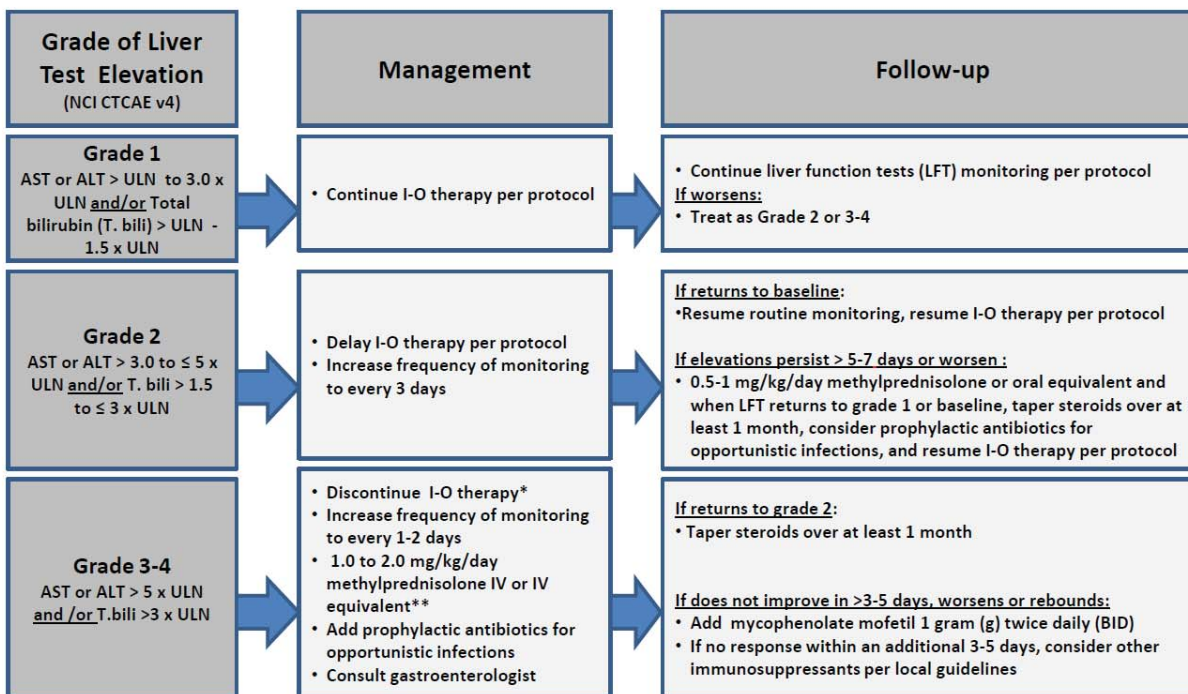 Grade of Liver
Test Elevation
(NCI CTCAE v4)
Management
Follow-up
Grade 1
AST or ALT > ULN to 3.0 x
ULN and/or Total
bilirubin (T. bili) > ULN -
1.5 x ULN
• Continue I-O therapy per protocol
• Continue liver function tests (LFT) monitoring per protocol
If worsens:
• Treat as Grade 2 or 3-4
Grade 2
AST or ALT > 3.0 to ≤ 5 x
ULN and/or T. bili > 1.5
to ≤ 3 x ULN
• Delay I-O therapy per protocol
• Increase frequency of monitoring
to every 3 days
If returns to baseline:
•Resume routine monitoring, resume I-O therapy per protocol
If elevations persist > 5-7 days or worsen :
• 0.5-1 mg/kg/day methylprednisolone or oral equivalent and
when LFT returns to grade 1 or baseline, taper steroids over at
least 1 month, consider prophylactic antibiotics for
opportunistic infections, and resume I-O therapy per protocol
Grade 3-4
AST or ALT > 5 x ULN
and /or T.bili >3 x ULN
• Discontinue I-O therapy*
• Increase frequency of monitoring
to every 1-2 days
• 1.0 to 2.0 mg/kg/day
methylprednisolone IV or IV
equivalent**
• Add prophylactic antibiotics for
opportunistic infections
• Consult gastroenterologist
If returns to grade 2:
• Taper steroids over at least 1 month
If does not improve in >3-5 days, worsens or rebounds:
• Add mycophenolate mofetil 1 gram (g) twice daily (BID)
• If no response within an additional 3-5 days, consider other
immunosuppressants per local guidelines